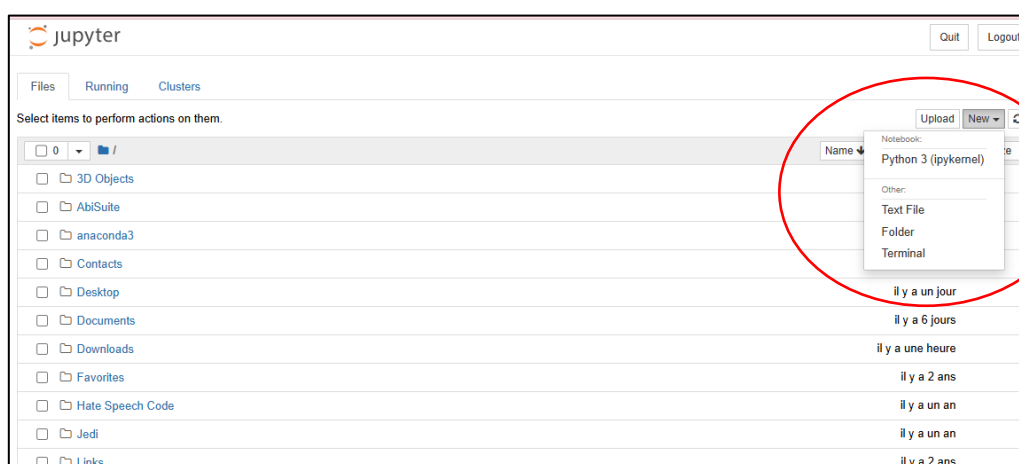 jupyter
Quit Logout
Files Running Clusters
Select items to perform actions on them.
Upload New
0 / Name
Notebook:
Python 3 (ipykernel)
Other:
Text File
Folder
Terminal
3D Objects
AbiSuite
anaconda3
Contacts
Desktop il y a un jour
Documents il y a 6 jours
Downloads il y a une heure
Favorites il y a 2 ans
Hate Speech Code il y a un an
Jedi il y a un an
Links il y a 2 ans